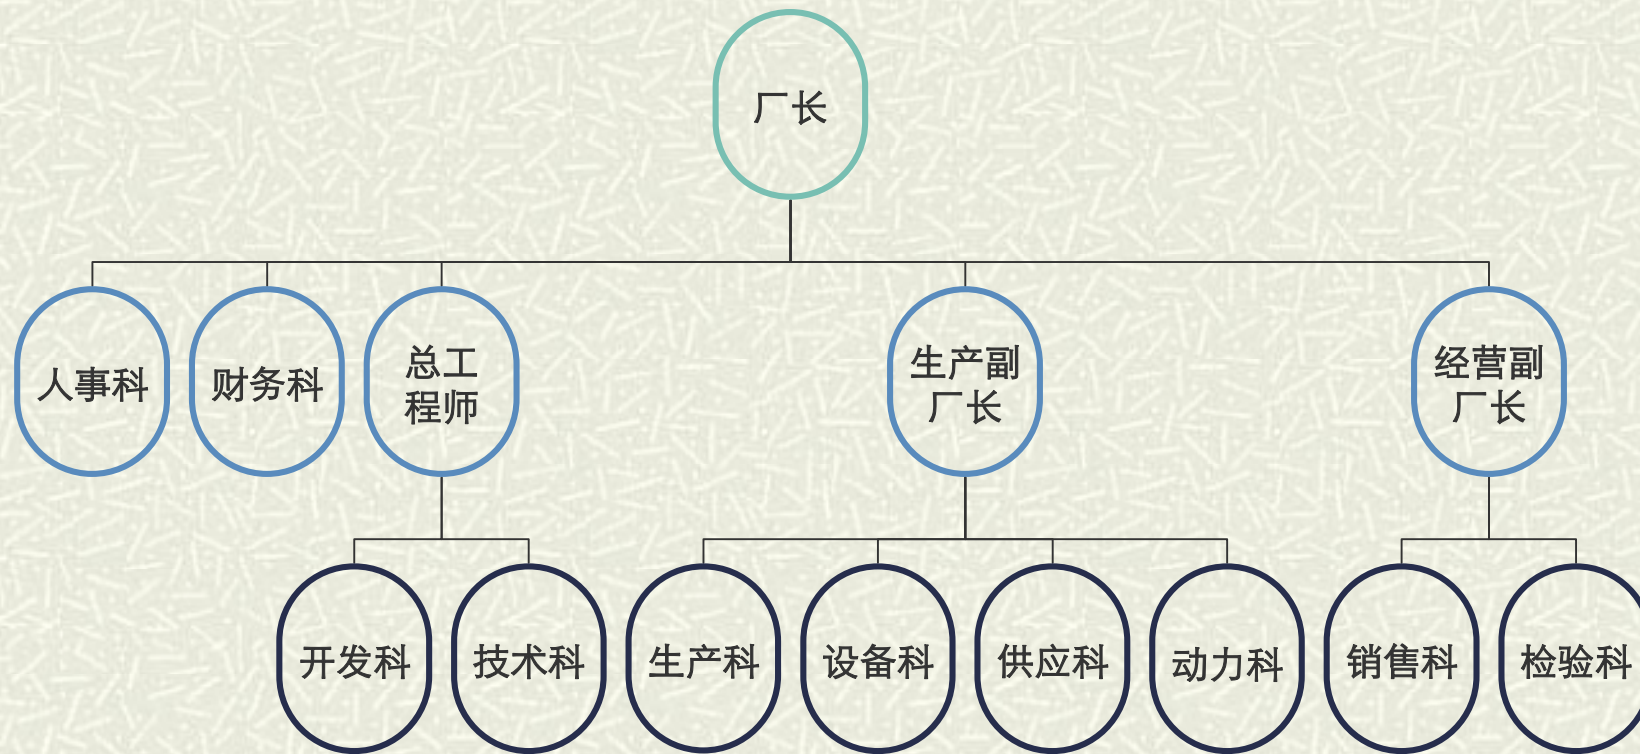 厂长
人事科
财务科
总工
程师
生产副
厂长
经营副
厂长
开发科
技术科
生产科
设备科
供应科
动力科
销售科
检验科